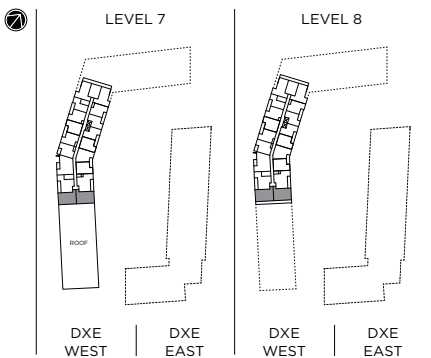 LEVEL 7
LEVEL 8
ROOF
DXE
WEST
DXE
EAST
DXE
WEST
DXE
EAST